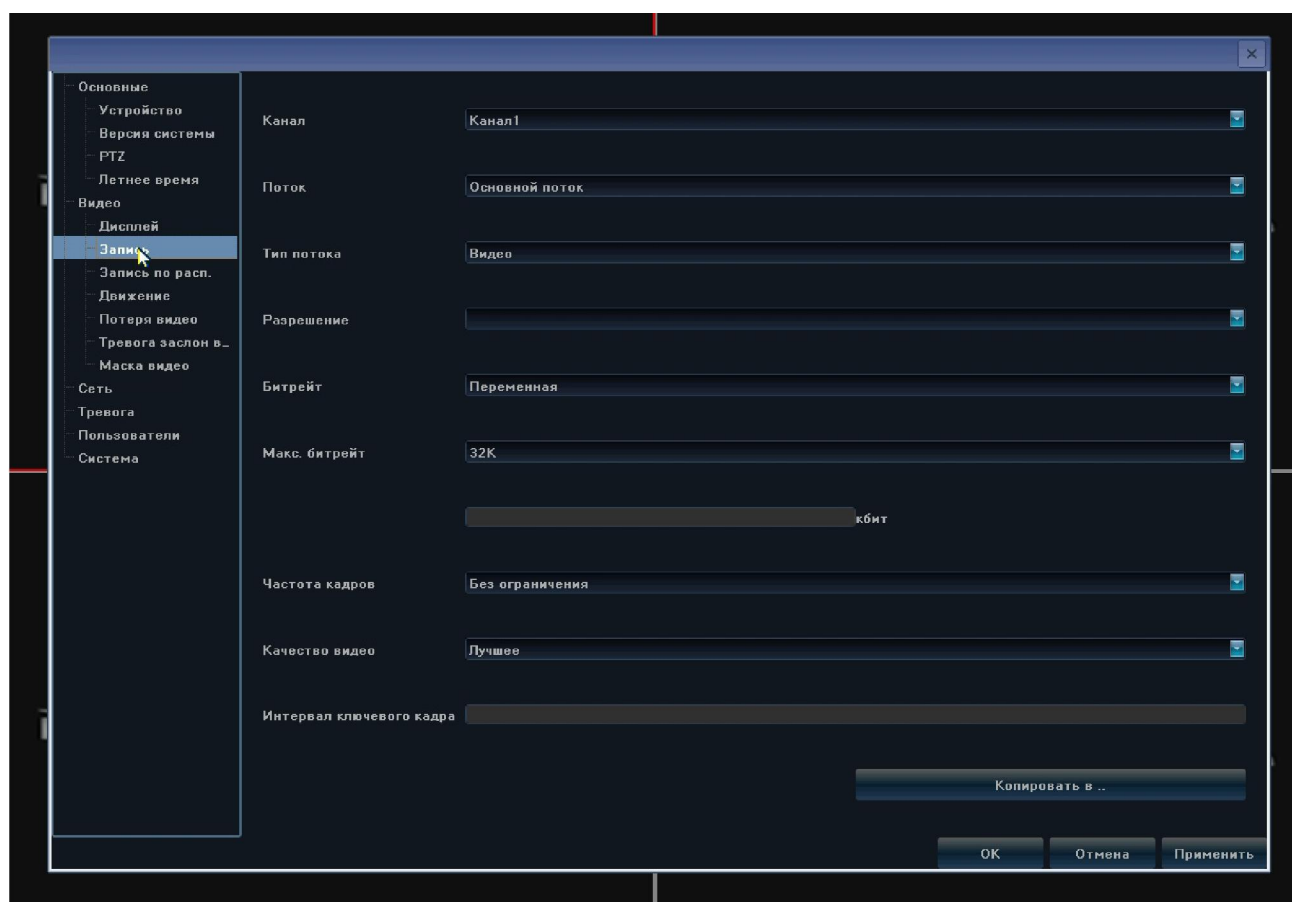 Основные
Устройство
Версия системы
PTZ
Летнее время
Видео
Дисплей
Запись
Запись по расп.
Движение
Потеря видео
Тревога заслон в_
Маска видео
Сеть
Тревога
Пользователи
Система
Канал Канал1
Поток Основной поток
Тип потока Видео
Разрешение
Битрейт Переменная
Макс. битрейт 32K
кбит
Частота кадров Без ограничения
Качество видео Лучшее
Интервал ключевого кадра
Копировать в ..
OK Отмена Применить